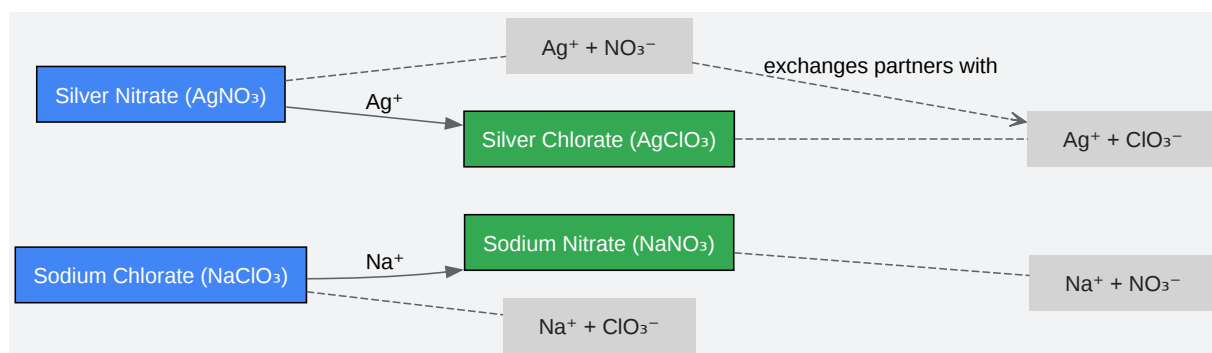 Ag⁺ + NO₃⁻
exchanges partners with
Silver Nitrate (AgNO₃)
Ag⁺
Silver Chlorate (AgClO₃)
Ag⁺ + ClO₃⁻
Sodium Nitrate (NaNO₃)
Na⁺
Sodium Chlorate (NaClO₃)
Na⁺ + NO₃⁻
Na⁺ + ClO₃⁻